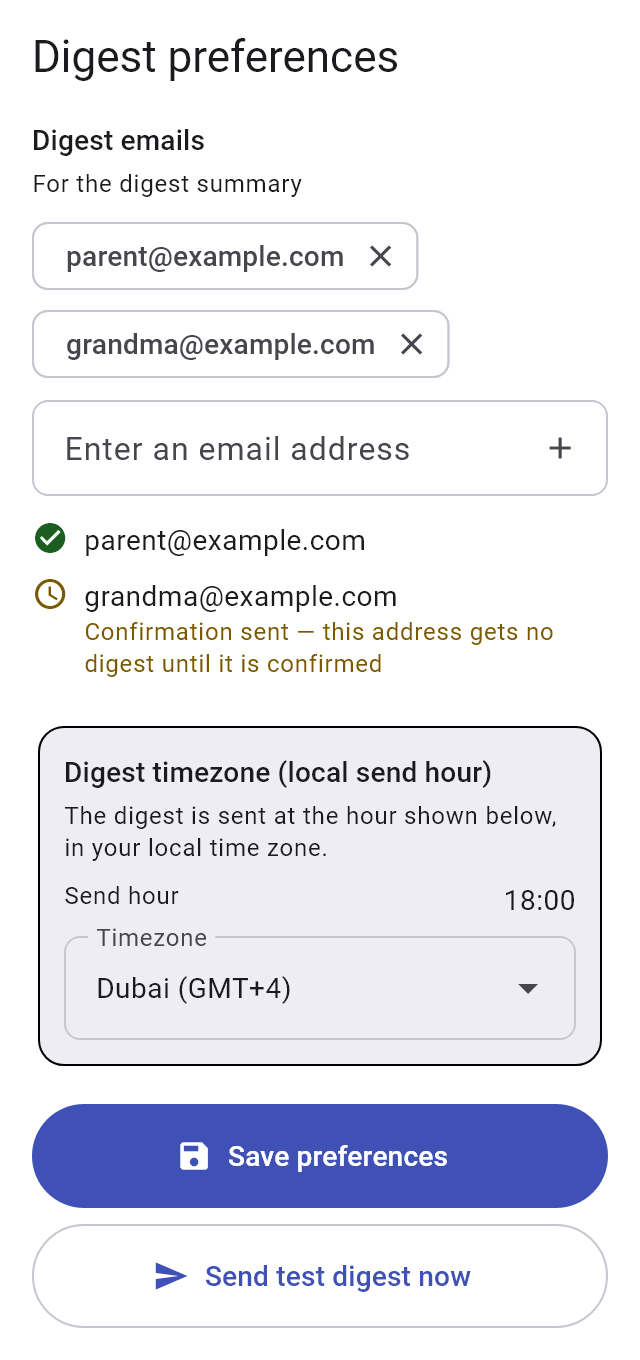 Digest preferences
Digest emails
For the digest summary
parent@example.com
grandma@example.com
Enter an email address
parent@example.com
grandma@example.com
Confirmation sent — this address gets no
digest until it is confirmed
Digest timezone (local send hour)
The digest is sent at the hour shown below,
in your local time zone.
Send hour
18:00
Timezone
Dubai (GMT+4)
Save preferences
Send test digest now